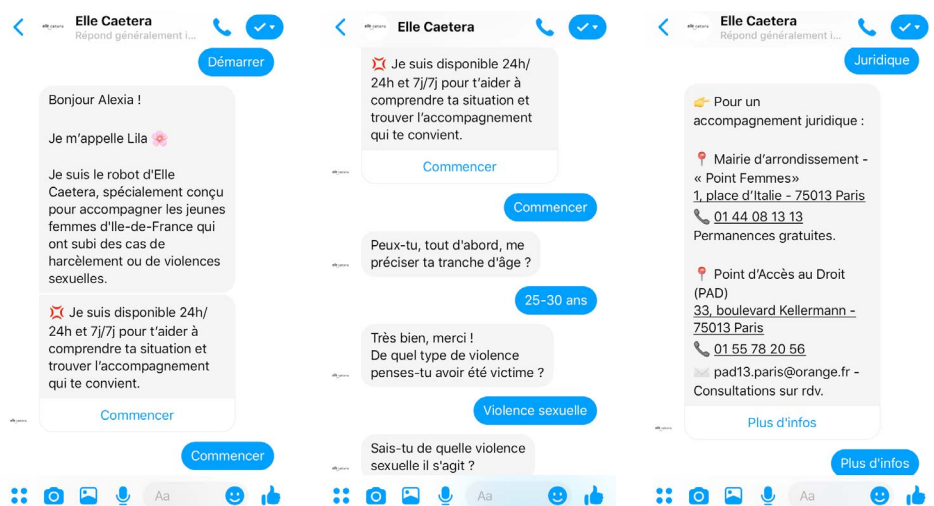 Elle Caetera
Répond généralement i...
Démarrer
Bonjour Alexia !
Je m'appelle Lila 🌸
Je suis le robot d'Elle
Caetera, spécialement conçu
pour accompagner les jeunes
femmes d'Ile-de-France qui
ont subi des cas de
harcèlement ou de violences
sexuelles.
💢 Je suis disponible 24h/
24h et 7j/7j pour t'aider à
comprendre ta situation et
trouver l'accompagnement
qui te convient.
Commencer
Commencer
Aa
Elle Caetera
💢 Je suis disponible 24h/
24h et 7j/7j pour t'aider à
comprendre ta situation et
trouver l'accompagnement
qui te convient.
Commencer
Commencer
Peux-tu, tout d'abord, me
préciser ta tranche d'âge ?
25-30 ans
Très bien, merci !
De quel type de violence
penses-tu avoir été victime ?
Violence sexuelle
Sais-tu de quelle violence
sexuelle il s'agit ?
Aa
Elle Caetera
Répond généralement i...
Juridique
👉 Pour un
accompagnement juridique :
📍 Mairie d'arrondissement -
« Point Femmes»
1, place d'Italie - 75013 Paris
📞 01 44 08 13 13
Permanences gratuites.
📍 Point d'Accès au Droit
(PAD)
33, boulevard Kellermann -
75013 Paris
📞 01 55 78 20 56
✉️ pad13.paris@orange.fr -
Consultations sur rdv.
Plus d'infos
Plus d'infos
Aa